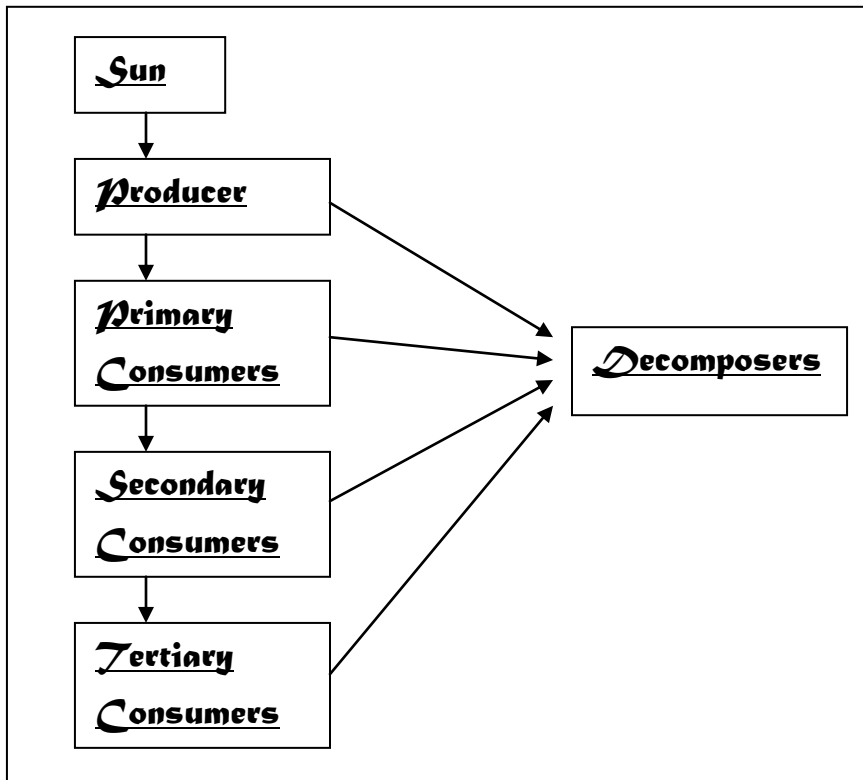 Sun
Producer
Primary
Consumers
Decomposers
Secondary
Consumers
Tertiary
Consumers